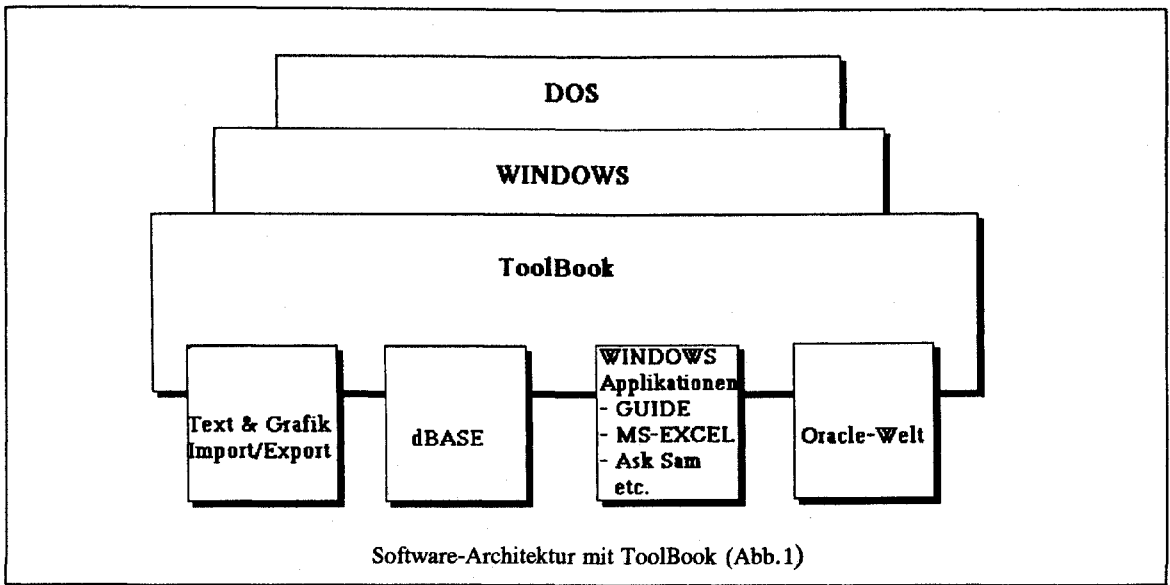 DOS
WINDOWS
ToolBook
Text & Grafik
Import/Export
dBASE
WINDOWS
Applikationen
- GUIDE
- MS-EXCEL
- Ask Sam
etc.
Oracle-Welt
Software-Architektur mit ToolBook (Abb.1)